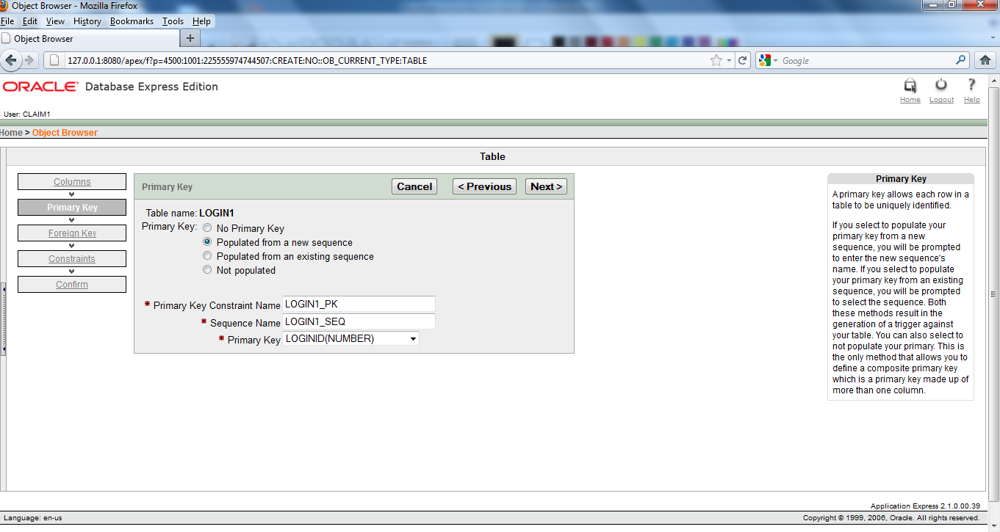 Object Browser - Mozilla Firefox
File Edit View History Bookmarks Tools Help
Object Browser
127.0.0.1:8080/apex/f?p=4500:1001:225555974744507:CREATE:NO::OB_CURRENT_TYPE:TABLE
Google
ORACLE® Database Express Edition
Home Logout Help
User: CLAIM1
Home > Object Browser
Table
Columns
Primary Key
Foreign Key
Constraints
Confirm
Primary Key
Cancel < Previous Next >
Table name: LOGIN1
Primary Key: No Primary Key
Populated from a new sequence
Populated from an existing sequence
Not populated
* Primary Key Constraint Name LOGIN1_PK
* Sequence Name LOGIN1_SEQ
* Primary Key LOGINID(NUMBER)
Primary Key
A primary key allows each row in a
table to be uniquely identified.
If you select to populate your
primary key from a new
sequence, you will be prompted
to enter the new sequence's
name. If you select to populate
your primary key from an existing
sequence, you will be prompted
to select the sequence. Both
these methods result in the
generation of a trigger against
your table. You can also select to
not populate your primary. This is
the only method that allows you to
define a composite primary key
which is a primary key made up of
more than one column.
Application Express 2.1.0.00.39
Language: en-us
Copyright © 1999, 2006, Oracle. All rights reserved.